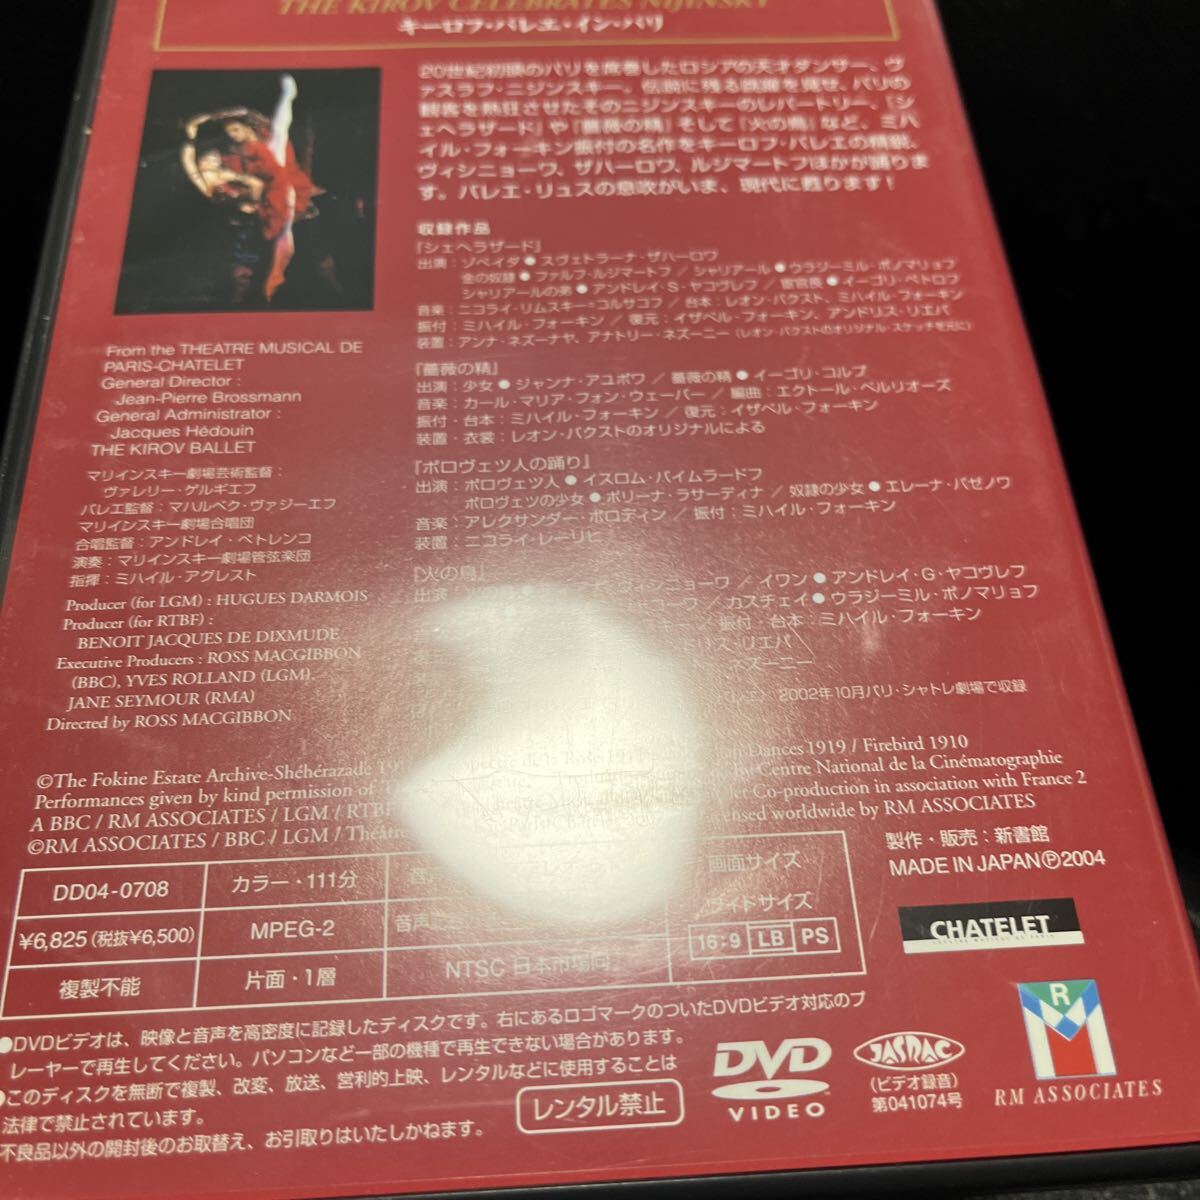 THE KIROV CELEBRATES NIJINSKY
キーロフ・バレエ・イン・パリ
20世紀初頭のパリを席巻したロシアの天才ダンサー、ヴ
ァスラフ・ニジンスキー。伝説に残る跳躍を見せ、パリの
観客を熱狂させたそのニジンスキーのレパートリー、『シ
ェヘラザード』や『薔薇の精』そして『火の鳥』など、ミハ
イル・フォーキン振付の名作をキーロフ・バレエの精鋭、
ヴィシニョーワ、ザハーロワ、ルジマートフほかが踊りま
す。バレエ・リュスの息吹がいま、現代に甦ります!
収録作品
『シェヘラザード』
出演:ゾベイダ●スヴェトラーナ・ザハーロワ
金の奴隷●ファルフ・ルジマートフ/シャリアール●ウラジーミル・ポノマリョフ
シャリアールの弟●アンドレイ・S・ヤコヴレフ/宦官長●イーゴリ・ペトロフ
音楽:ニコライ・リムスキー=コルサコフ/台本:レオン・バクスト、ミハイル・フォーキン
振付:ミハイル・フォーキン/復元:イザベル・フォーキン、アンドリス・リエパ
装置:アンナ・ネズーナヤ、アナトリー・ネズーニー(レオン・バクストのオリジナル・スケッチを元に)
『薔薇の精』
出演:少女●ジャンナ・アユポワ/薔薇の精●イーゴリ・コルプ
音楽:カール・マリア・フォン・ウェーバー/編曲:エクトール・ベルリオーズ
振付・台本:ミハイル・フォーキン/復元:イザベル・フォーキン
装置・衣裳:レオン・バクストのオリジナルによる
『ポロヴェツ人の踊り』
出演:ポロヴェツ人●イスロム・バイムラードフ
ポロヴェツの少女●ポリーナ・ラサーディナ/奴隷の少女●エレーナ・バゼノワ
音楽:アレクサンダー・ボロディン/振付:ミハイル・フォーキン
装置:ニコライ・レーリヒ
『火の鳥』
出演:火の鳥 ヴィシニョーワ/イワン●アンドレイ・G・ヤコヴレフ
コーワ/カスチェイ●ウラジーミル・ポノマリョフ
キン/振付・台本:ミハイル・フォーキン
リス・リエパ
ネズーニー
2002年10月パリ・シャトレ劇場で収録
From the THEATRE MUSICAL DE
PARIS-CHATELET
General Director :
Jean-Pierre Brossmann
General Administrator :
Jacques Hédouin
THE KIROV BALLET
マリインスキー劇場芸術監督:
ヴァレリー・ゲルギエフ
バレエ監督:マハルベク・ヴァジーエフ
マリインスキー劇場合唱団
合唱監督:アンドレイ・ペトレンコ
演奏:マリインスキー劇場管弦楽団
指揮:ミハイル・アグレスト
Producer (for LGM) : HUGUES DARMOIS
Producer (for RTBF) :
BENOIT JACQUES DE DIXMUDE
Executive Producers : ROSS MACGIBBON
(BBC), YVES ROLLAND (LGM),
JANE SEYMOUR (RMA)
Directed by ROSS MACGIBBON
©The Fokine Estate Archive-Shéhérazade 19 Spectre de la Rose 191 Dances 1919 / Firebird 1910
Performances given by kind permission of by Centre National de la Cinématographie
A BBC / RM ASSOCIATES / LGM / RTBF Co-production in association with France 2
©RM ASSOCIATES / BBC / LGM / Théâtre licensed worldwide by RM ASSOCIATES
製作・販売:新書館
MADE IN JAPAN Ⓟ2004
DD04-0708 カラー・111分 画面サイズ
¥6,825(税抜¥6,500) MPEG-2 ワイドサイズ
16:9 LB PS
複製不能 片面・1層 NTSC 日本市場向
CHATELET
●DVDビデオは、映像と音声を高密度に記録したディスクです。右にあるロゴマークのついたDVDビデオ対応のプ
レーヤーで再生してください。パソコンなど一部の機種で再生できない場合があります。
●このディスクを無断で複製、改変、放送、営利的上映、レンタルなどに使用することは
法律で禁止されています。
不良品以外の開封後のお取替え、お引取りはいたしかねます。
レンタル禁止
DVD
VIDEO
JASRAC
(ビデオ録音)
第041074号
R M
RM ASSOCIATES